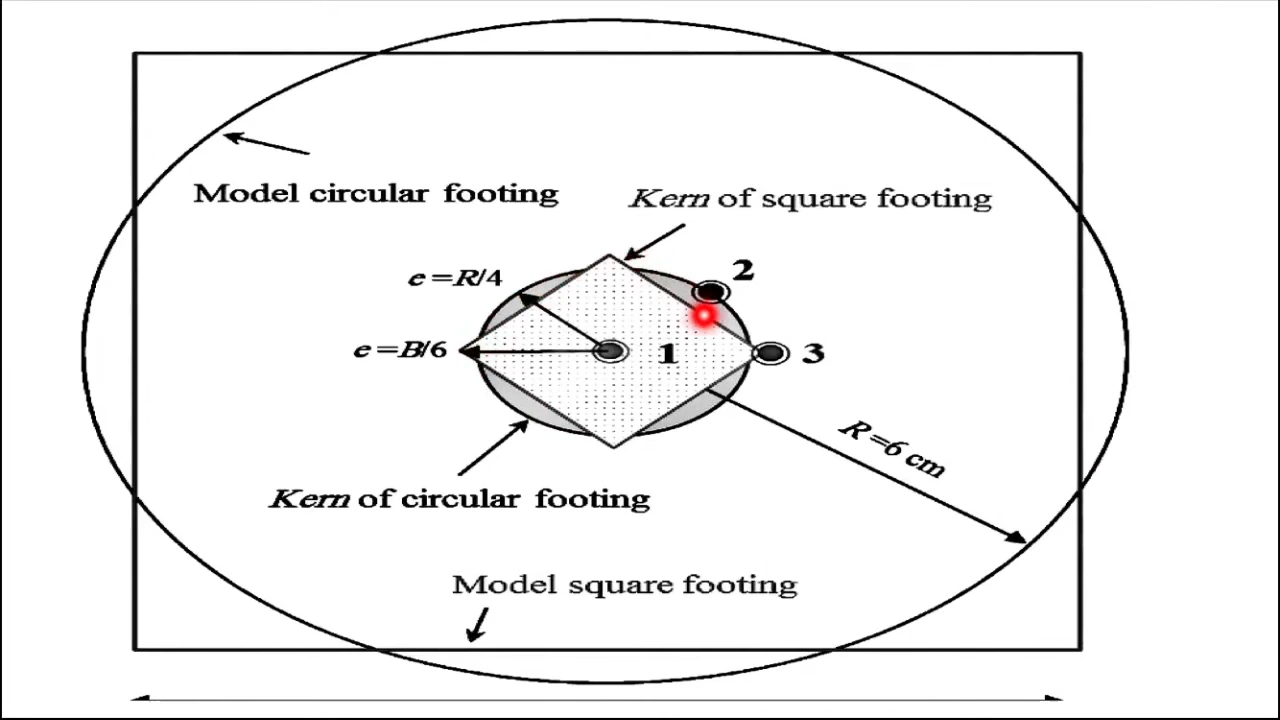 Model circular footing
Kern of square footing
e=R/4
2
e=B/6
1
3
R=6 cm
Kern of circular footing
Model square footing